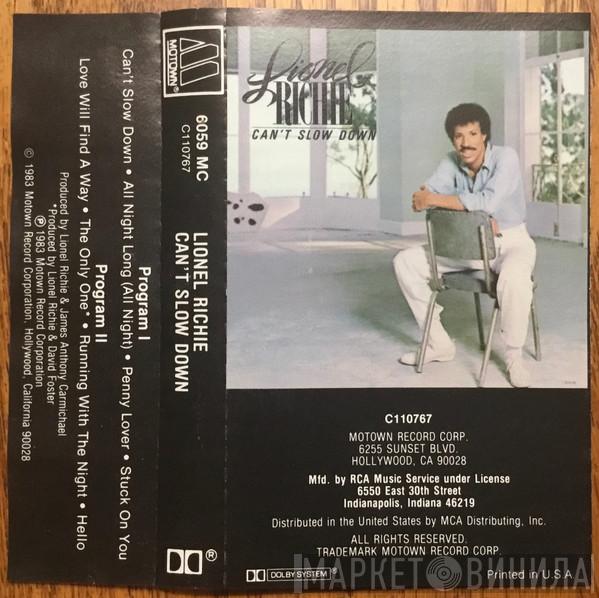 Can't Slow Down • All Night Long (All Night) • Penny Lover • Stuck On You
Program I
Program II
Love Will Find A Way • The Only One* • Running With The Night • Hello
Produced by Lionel Richie & James Anthony Carmichael
*Produced by Lionel Richie & David Foster
℗ 1983 Motown Record Corporation
© 1983 Motown Record Corporation, Hollywood, California 90028
MOTOWN®
6059 MC
C110767
LIONEL RICHIE
CAN'T SLOW DOWN
®
Lionel
RICHIE
CAN'T SLOW DOWN
C110767
MOTOWN RECORD CORP.
6255 SUNSET BLVD.
HOLLYWOOD, CA 90028
Mfd. by RCA Music Service under License
6550 East 30th Street
Indianapolis, Indiana 46219
Distributed in the United States by MCA Distributing, Inc.
ALL RIGHTS RESERVED.
TRADEMARK MOTOWN RECORD CORP.
DOLBY SYSTEM®
Printed in U.S.A.
МАРКЕТ ВИНИЛА